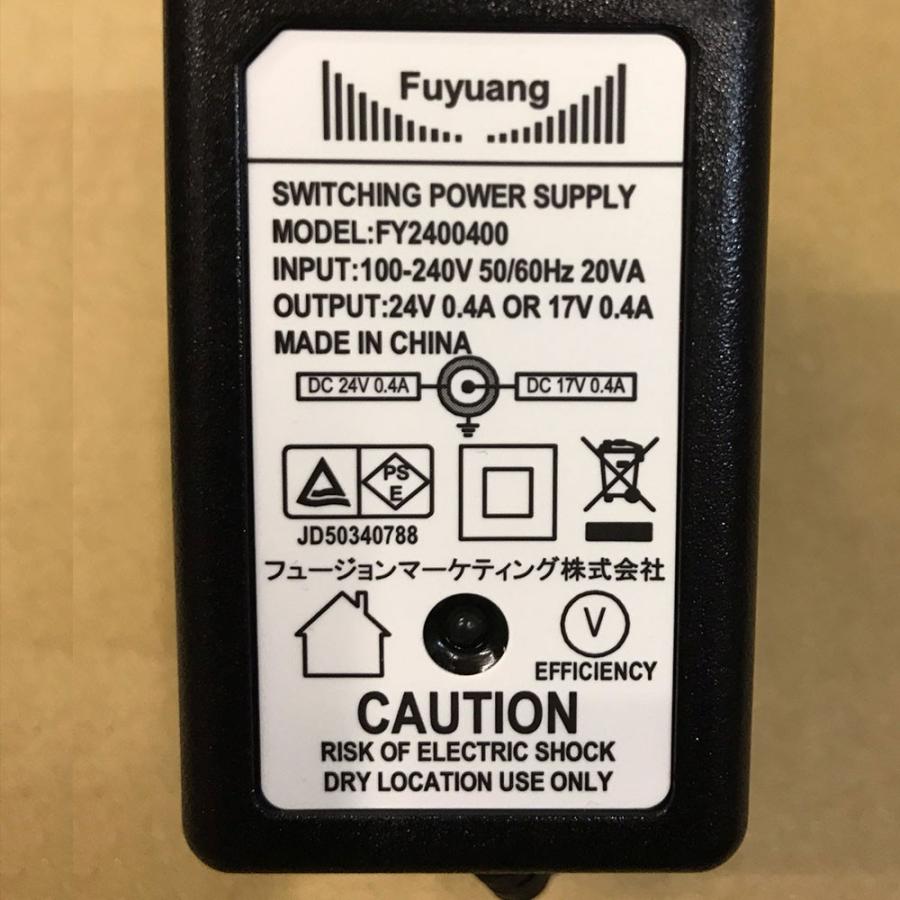 Fuyuang
SWITCHING POWER SUPPLY
MODEL:FY2400400
INPUT:100-240V 50/60Hz 20VA
OUTPUT:24V 0.4A OR 17V 0.4A
MADE IN CHINA
DC 24V 0.4A DC 17V 0.4A
PS
E
JD50340788
フュージョンマーケティング株式会社
V
EFFICIENCY
CAUTION
RISK OF ELECTRIC SHOCK
DRY LOCATION USE ONLY